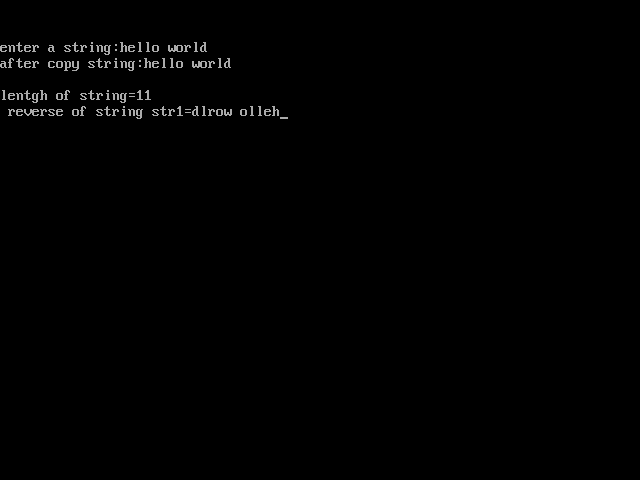 enter a string:hello world
after copy string:hello world
lentgh of string=11
reverse of string str1=dlrow olleh_